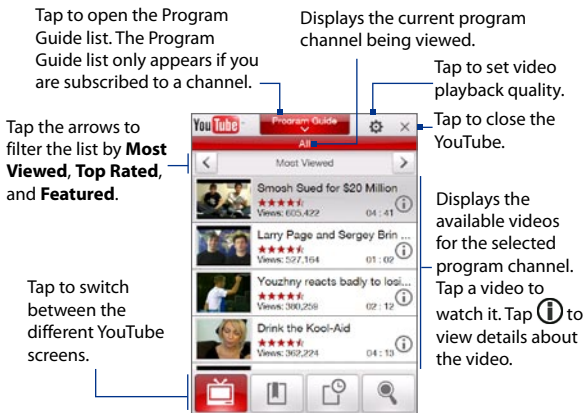 Tap to open the Program
Guide list. The Program
Guide list only appears if you
are subscribed to a channel.
Displays the current program
channel being viewed.
Tap to set video
playback quality.
Tap to close the
YouTube.
Tap the arrows to
filter the list by Most
Viewed, Top Rated,
and Featured.
YouTube
Program Guide
All
Most Viewed
Smosh Sued for $20 Million
Views: 605,422 04:41
Larry Page and Sergey Brin ...
Views: 527,164 01:02
Youzhny reacts badly to losi...
Views: 380,259 02:12
Drink the Kool-Aid
Views: 362,224 04:13
Displays the
available videos
for the selected
program channel.
Tap a video to
watch it. Tap i to
view details about
the video.
Tap to switch
between the
different YouTube
screens.